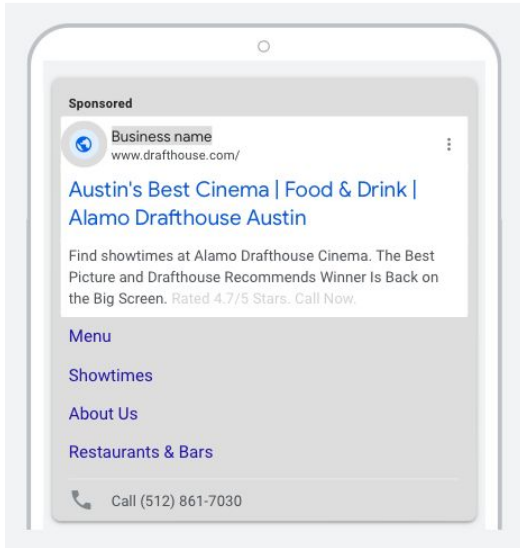 Sponsored
Business name
www.drafthouse.com/
Austin's Best Cinema | Food & Drink |
Alamo Drafthouse Austin
Find showtimes at Alamo Drafthouse Cinema. The Best
Picture and Drafthouse Recommends Winner Is Back on
the Big Screen. Rated 4.7/5 Stars. Call Now.
Menu
Showtimes
About Us
Restaurants & Bars
Call (512) 861-7030